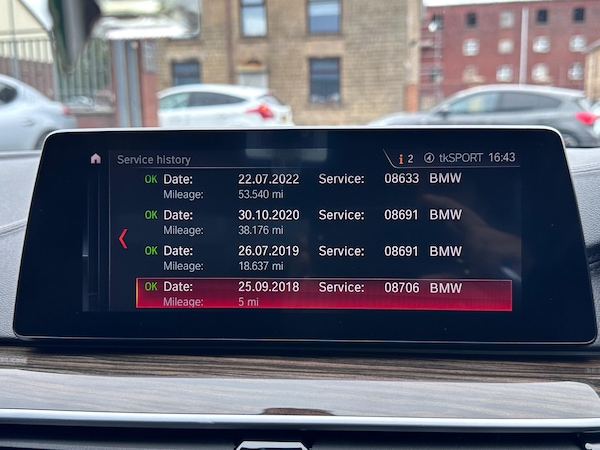 Service history i 2 tkSPORT 16:43
OK Date: 22.07.2022 Service: 08633 BMW
Mileage: 53.540 mi
OK Date: 30.10.2020 Service: 08691 BMW
Mileage: 38.176 mi
OK Date: 26.07.2019 Service: 08691 BMW
Mileage: 18.637 mi
OK Date: 25.09.2018 Service: 08706 BMW
Mileage: 5 mi